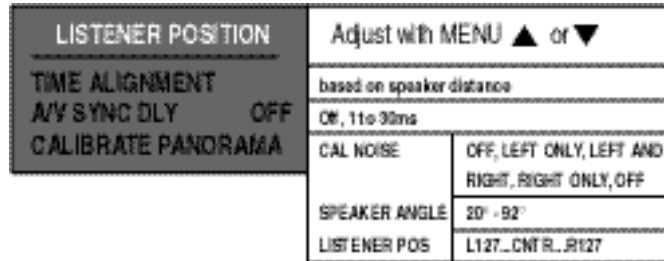 LISTENER POSITION
Adjust with MENU ▲ or ▼
TIME ALIGNMENT
based on speaker distance
A/V SYNC DLY OFF
Off, 1 to 30ms
CALIBRATE PANORAMA
CAL NOISE
OFF, LEFT ONLY, LEFT AND
RIGHT, RIGHT ONLY, OFF
SPEAKER ANGLE
20° - 92°
LISTENER POS
L127...CNTR...R127